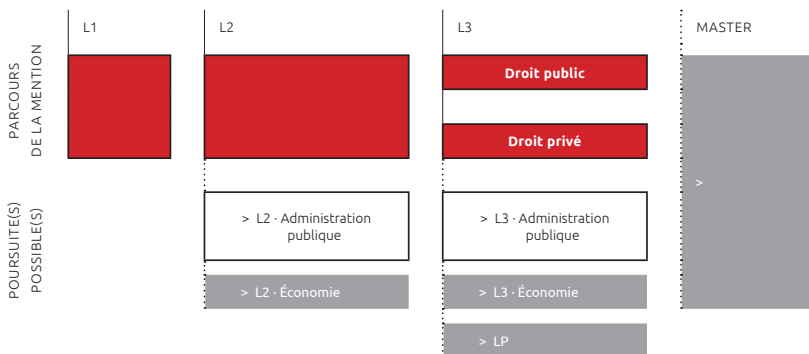 L1
L2
L3
MASTER
PARCOURS
DE LA MENTION
Droit public
Droit privé
>
POURSUITE(S)
POSSIBLE(S)
> L2 · Administration
publique
> L3 · Administration
publique
> L2 · Économie
> L3 · Économie
> LP